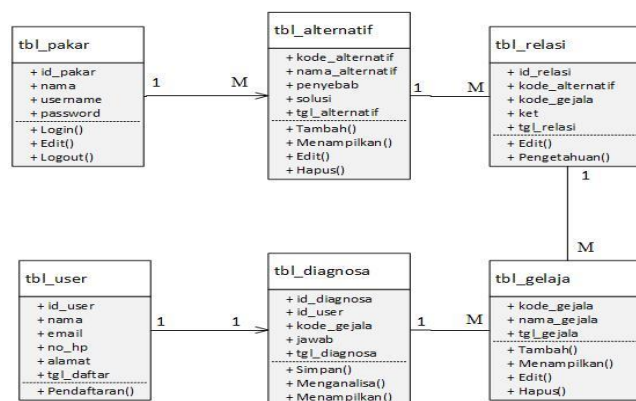 tbl_pakar
+ id_pakar
+ nama
+ username
+ password
+ Login()
+ Edit()
+ Logout()
1
M
tbl_alternatif
+ kode_alternatif
+ nama_alternatif
+ penyebab
+ solusi
+ tgl_alternatif
+ Tambah()
+ Menampilkan()
+ Edit()
+ Hapus()
1
M
tbl_relasi
+ id_relasi
+ kode_alternatif
+ kode_gejala
+ ket
+ tgl_relasi
+ Edit()
+ Pengetahuan()
1
M
tbl_user
+ id_user
+ nama
+ email
+ no_hp
+ alamat
+ tgl_daftar
+ Pendaftaran()
1
1
tbl_diagnosa
+ id_diagnosa
+ id_user
+ kode_gejala
+ jawab
+ tgl_diagnosa
+ Simpan()
+ Menganalisa()
+ Menampilkan()
1
M
tbl_gelaja
+ kode_gejala
+ nama_gejala
+ tgl_gejala
+ Tambah()
+ Menampilkan()
+ Edit()
+ Hapus()